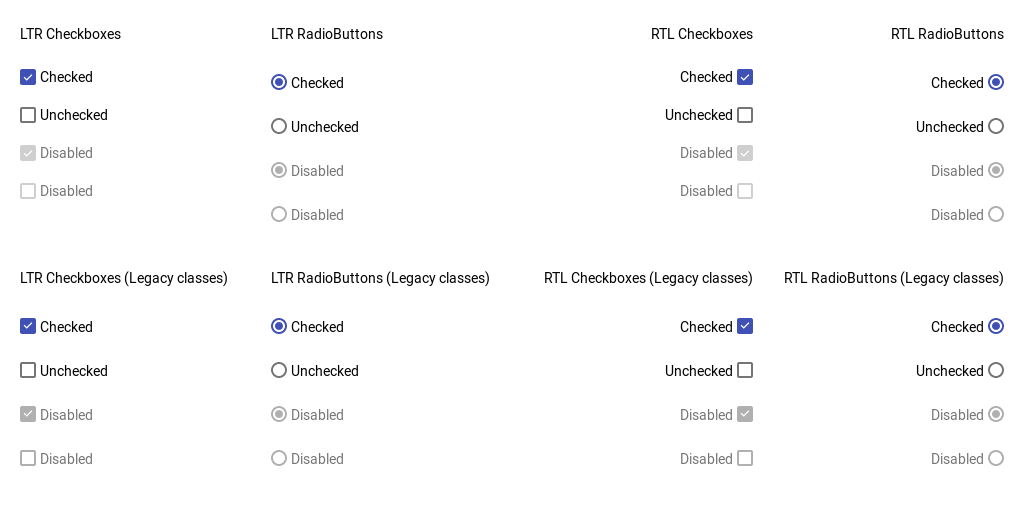 LTR Checkboxes
Checked
Unchecked
Disabled
Disabled
LTR RadioButtons
Checked
Unchecked
Disabled
Disabled
RTL Checkboxes
Checked
Unchecked
Disabled
Disabled
RTL RadioButtons
Checked
Unchecked
Disabled
Disabled
LTR Checkboxes (Legacy classes)
Checked
Unchecked
Disabled
Disabled
LTR RadioButtons (Legacy classes)
Checked
Unchecked
Disabled
Disabled
RTL Checkboxes (Legacy classes)
Checked
Unchecked
Disabled
Disabled
RTL RadioButtons (Legacy classes)
Checked
Unchecked
Disabled
Disabled